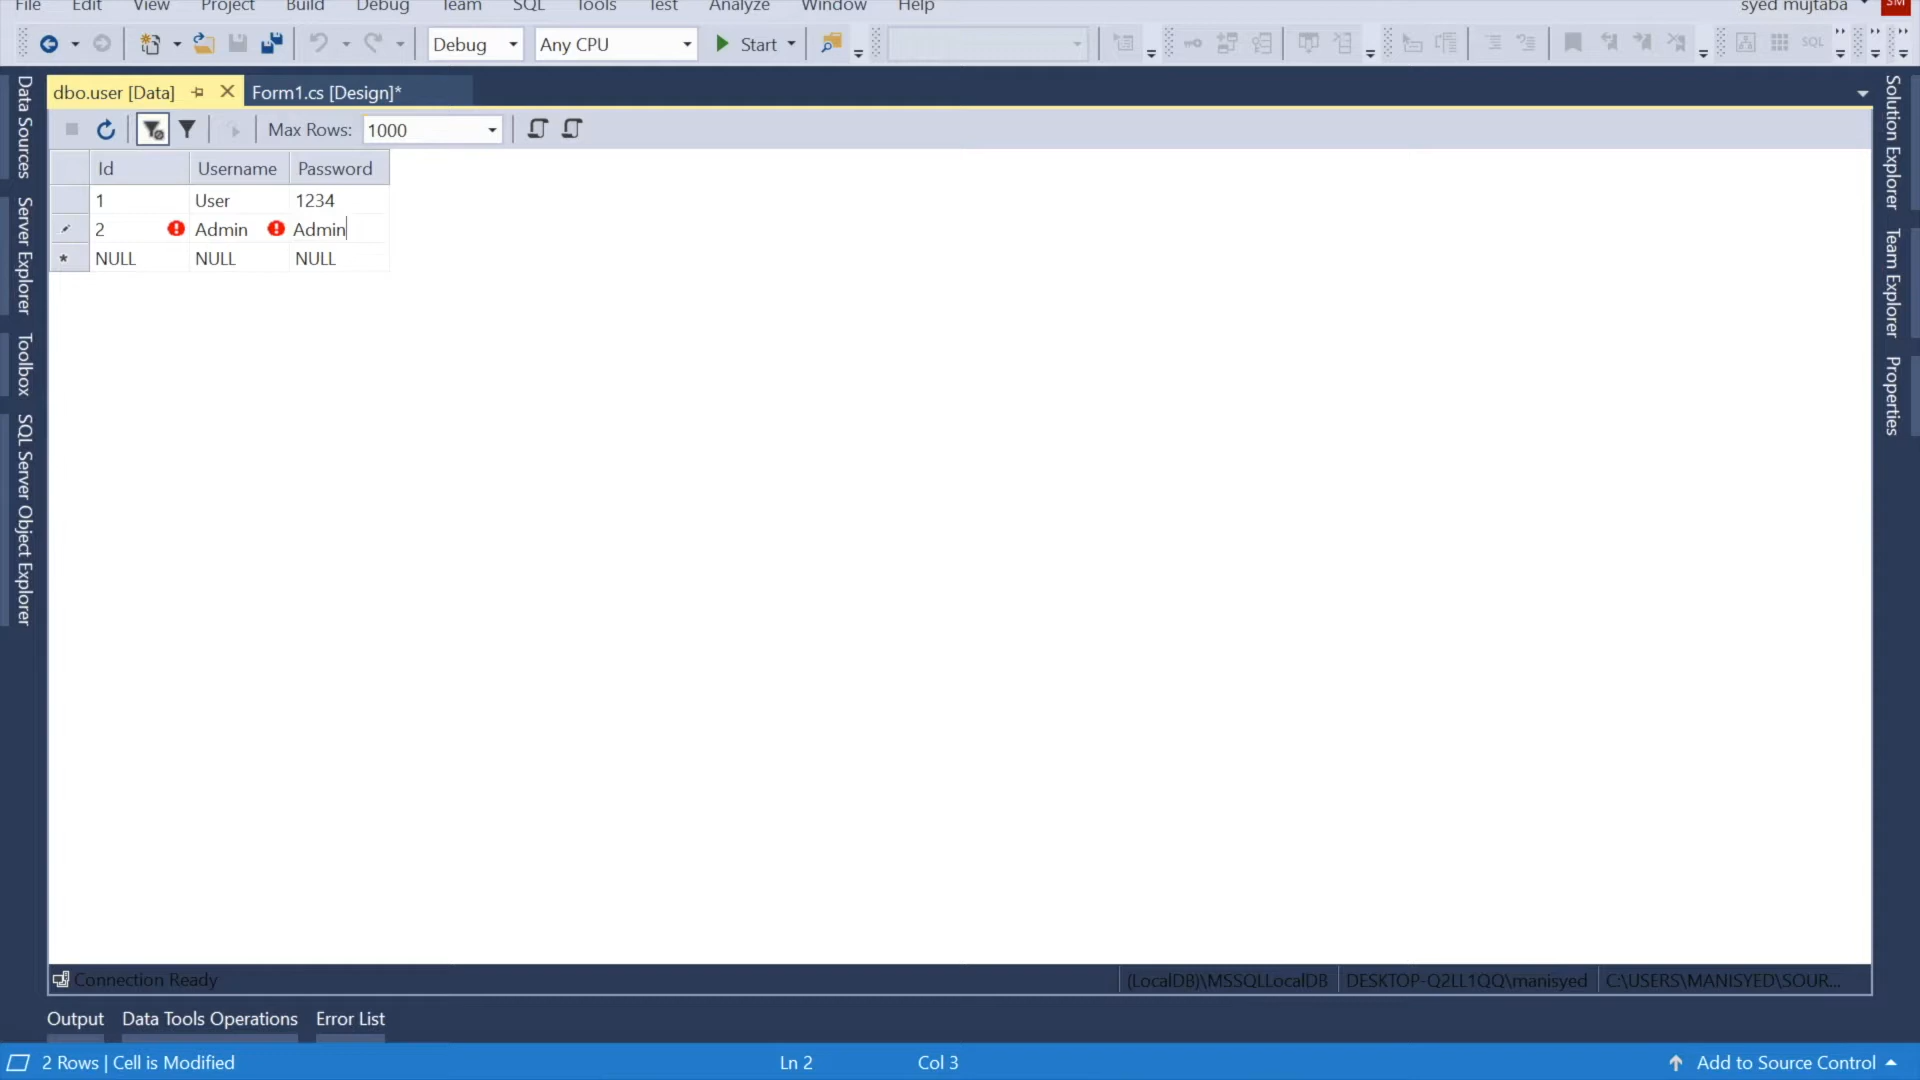 File Edit View Project Build Debug Team SQL Tools Test Analyze Window Help syed mujtaba SM
Debug Any CPU Start SQL
dbo.user [Data] Form1.cs [Design]*
Max Rows: 1000
Id Username Password
1 User 1234
2 Admin Admin
* NULL NULL NULL
Data Sources
Server Explorer
Toolbox
SQL Server Object Explorer
Solution Explorer
Team Explorer
Properties
Connection Ready (LocalDB)\MSSQLLocalDB DESKTOP-Q2LL1QQ\manisyed C:\USERS\MANISYED\SOUR...
Output Data Tools Operations Error List
2 Rows | Cell is Modified Ln 2 Col 3 Add to Source Control